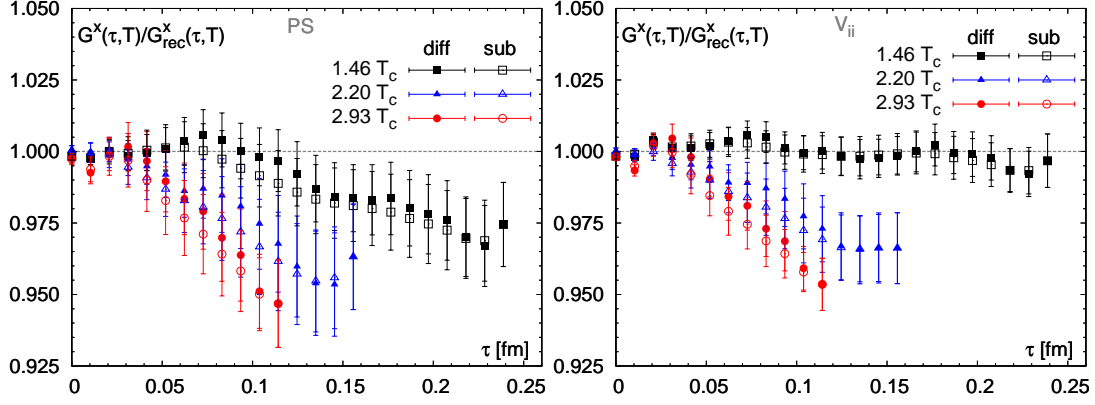 PS
G^x(τ,T)/G^x_rec(τ,T)
diff sub
1.46 T_c
2.20 T_c
2.93 T_c
1.050
1.025
1.000
0.975
0.950
0.925
τ [fm]
0 0.05 0.1 0.15 0.2 0.25
V_ii
G^x(τ,T)/G^x_rec(τ,T)
diff sub
1.46 T_c
2.20 T_c
2.93 T_c
1.050
1.025
1.000
0.975
0.950
0.925
τ [fm]
0 0.05 0.1 0.15 0.2 0.25